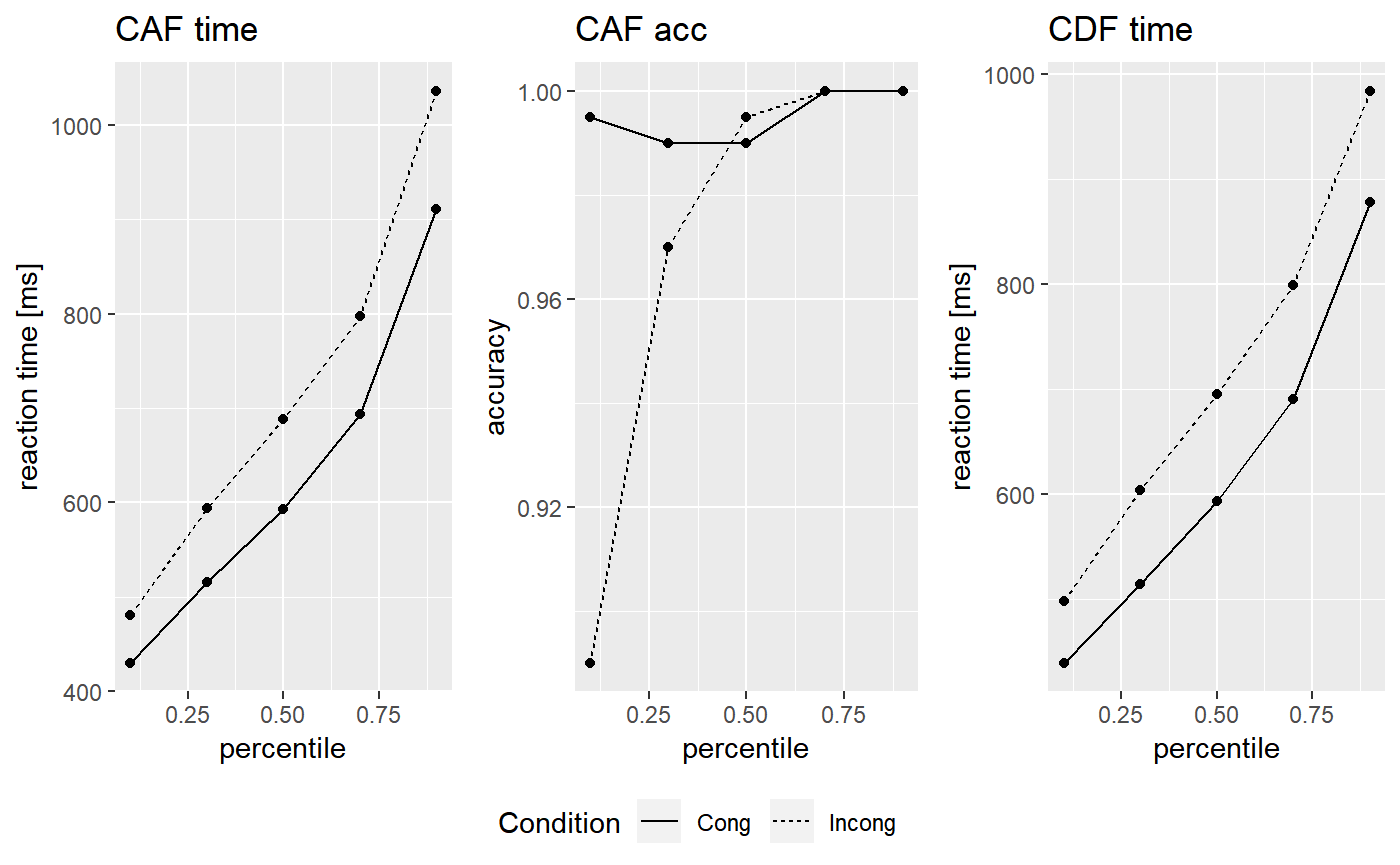 CAF time
CAF acc
CDF time
reaction time [ms]
1000
800
600
400
0.25 0.50 0.75
percentile
accuracy
1.00
0.96
0.92
0.25 0.50 0.75
percentile
reaction time [ms]
1000
800
600
0.25 0.50 0.75
percentile
Condition Cong Incong